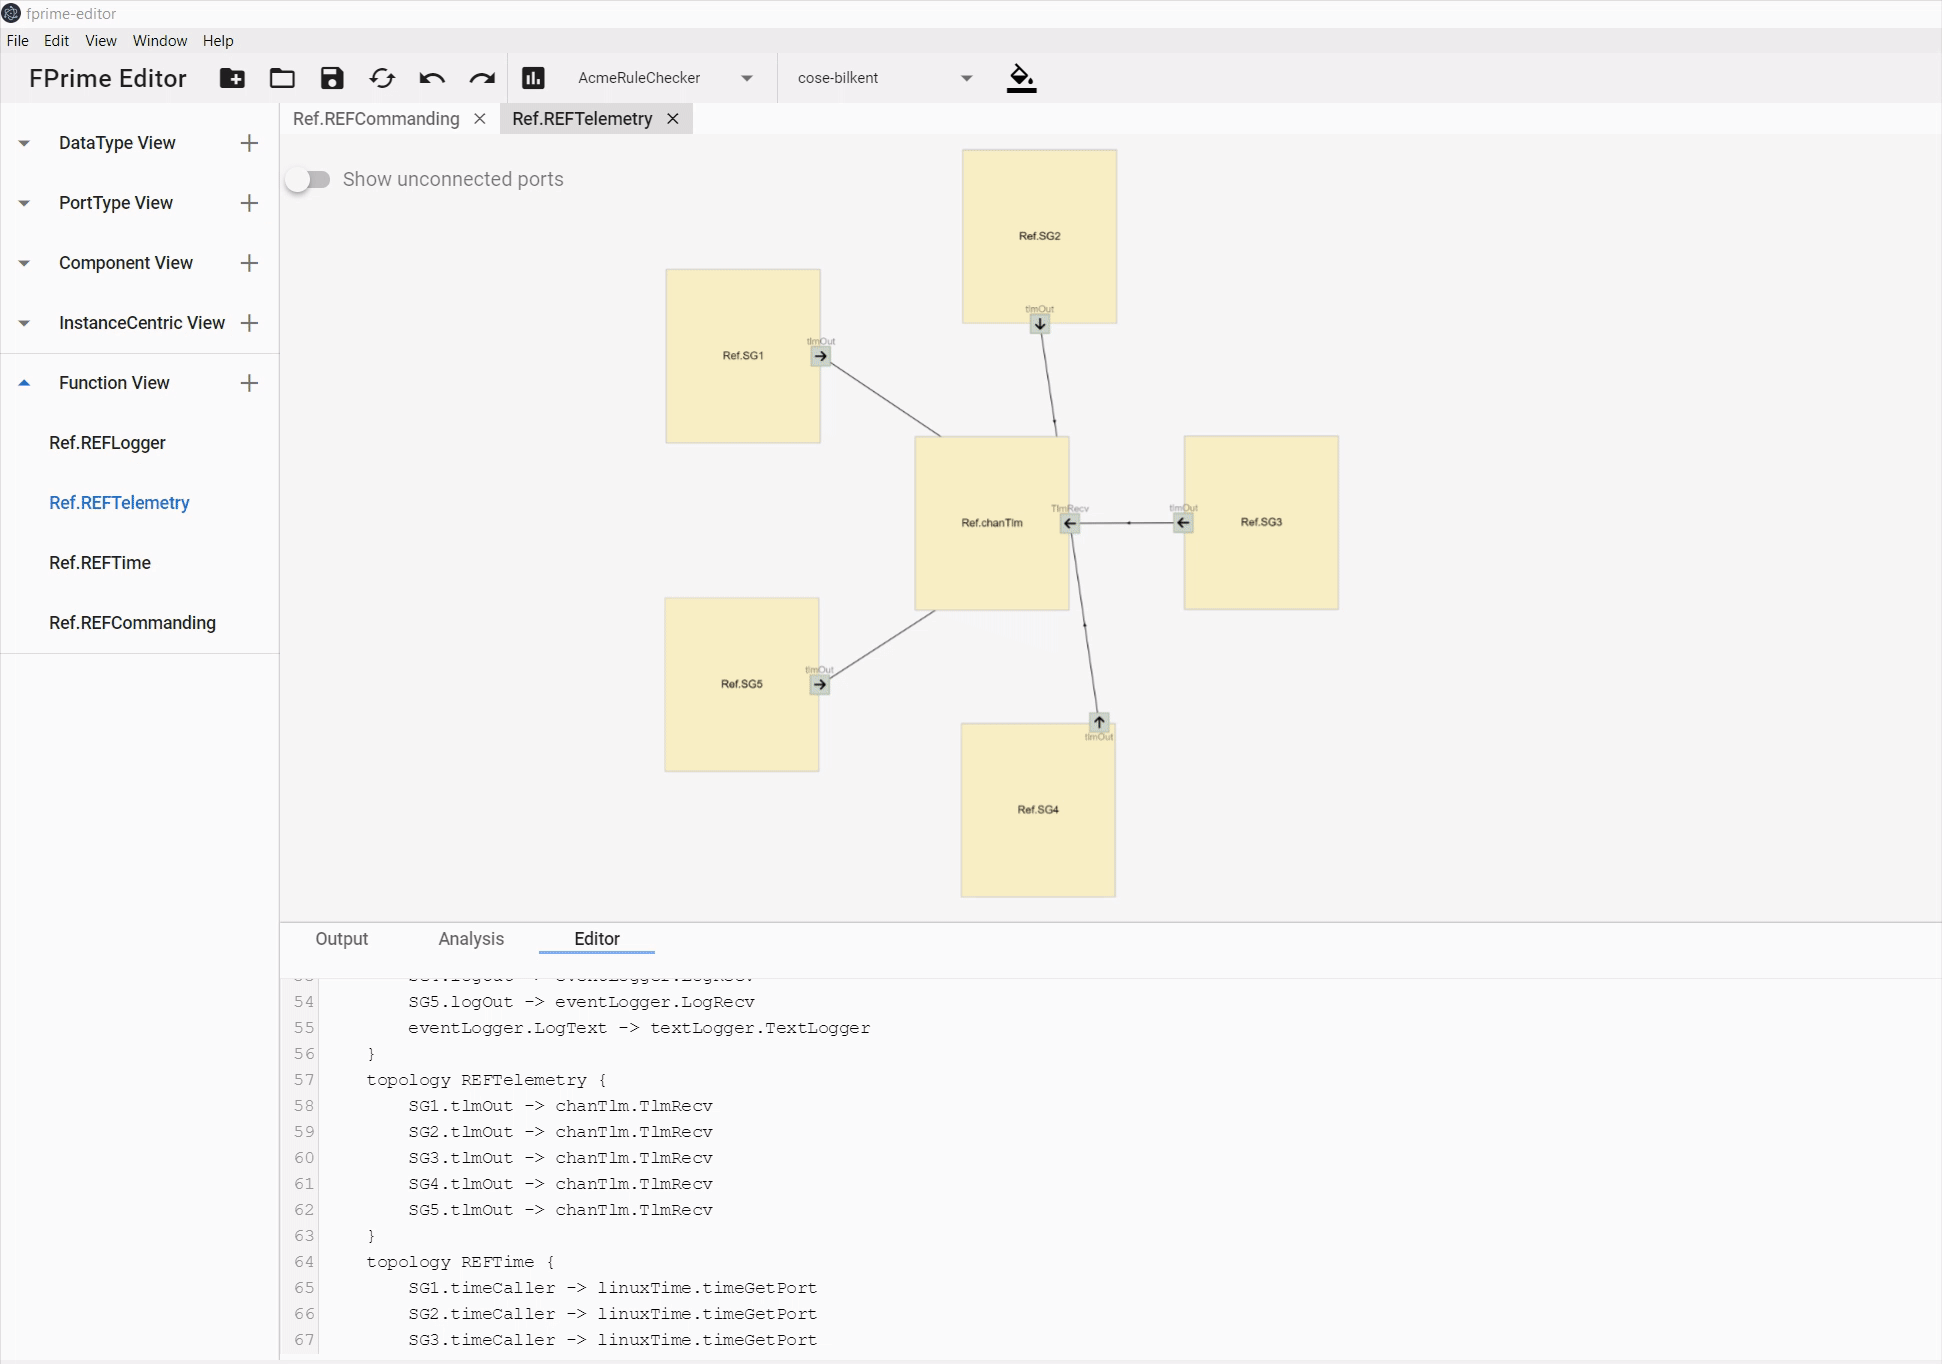 fprime-editor
File Edit View Window Help
FPrime Editor AcmeRuleChecker cose-bilkent
Ref.REFCommanding Ref.REFTelemetry
DataType View
PortType View
Component View
InstanceCentric View
Function View
Ref.REFLogger
Ref.REFTelemetry
Ref.REFTime
Ref.REFCommanding
Show unconnected ports
Ref.SG2
tlmOut
Ref.SG1
tlmOut
Ref.chanTlm
TlmRecv
tlmOut
Ref.SG3
Ref.SG5
tlmOut
tlmOut
Ref.SG4
Output Analysis Editor
54 SG5.logOut -> eventLogger.LogRecv
55 eventLogger.LogText -> textLogger.TextLogger
56 }
57 topology REFTelemetry {
58 SG1.tlmOut -> chanTlm.TlmRecv
59 SG2.tlmOut -> chanTlm.TlmRecv
60 SG3.tlmOut -> chanTlm.TlmRecv
61 SG4.tlmOut -> chanTlm.TlmRecv
62 SG5.tlmOut -> chanTlm.TlmRecv
63 }
64 topology REFTime {
65 SG1.timeCaller -> linuxTime.timeGetPort
66 SG2.timeCaller -> linuxTime.timeGetPort
67 SG3.timeCaller -> linuxTime.timeGetPort